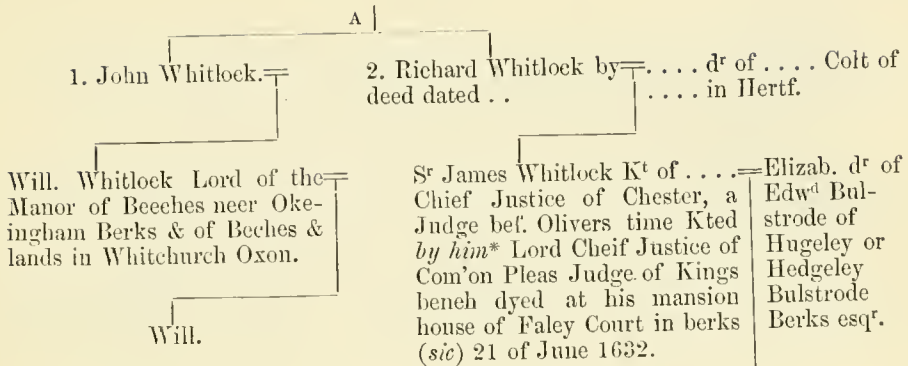 A
1. John Whitlock.
2. Richard Whitlock by
deed dated . .
. . . . dʳ of . . . . Colt of
. . . . in Hertf.
Will. Whitlock Lord of the
Manor of Beeches neer Oke-
ingham Berks & of Beches &
lands in Whitchurch Oxon.
Will.
Sʳ James Whitlock Kᵗ of . . . .
Chief Justice of Chester, a
Judge bef. Olivers time Kted
by him* Lord Cheif Justice of
Com'on Pleas Judge of Kings
bench dyed at his mansion
house of Faley Court in berks
(sic) 21 of June 1632.
Elizab. dʳ of
Edwᵈ Bul-
strode of
Hugeley or
Hedgeley
Bulstrode
Berks esqʳ.